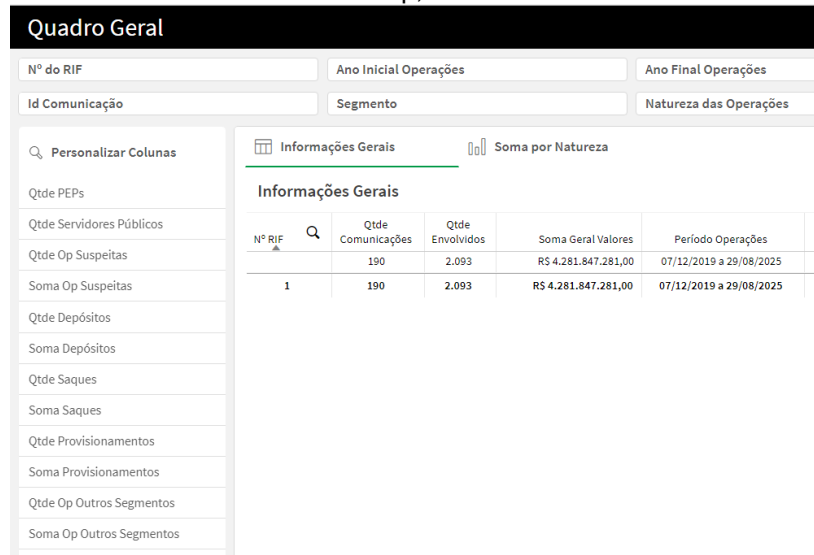 Quadro Geral
Nº do RIF
Ano Inicial Operações
Ano Final Operações
Id Comunicação
Segmento
Natureza das Operações
Personalizar Colunas
Informações Gerais
Soma por Natureza
Qtde PEPs
Qtde Servidores Públicos
Qtde Op Suspeitas
Soma Op Suspeitas
Qtde Depósitos
Soma Depósitos
Qtde Saques
Soma Saques
Qtde Provisionamentos
Soma Provisionamentos
Qtde Op Outros Segmentos
Soma Op Outros Segmentos
Informações Gerais
Nº RIF Qtde Comunicações Qtde Envolvidos Soma Geral Valores Período Operações
190 2.093 R$ 4.281.847.281,00 07/12/2019 a 29/08/2025
1 190 2.093 R$ 4.281.847.281,00 07/12/2019 a 29/08/2025